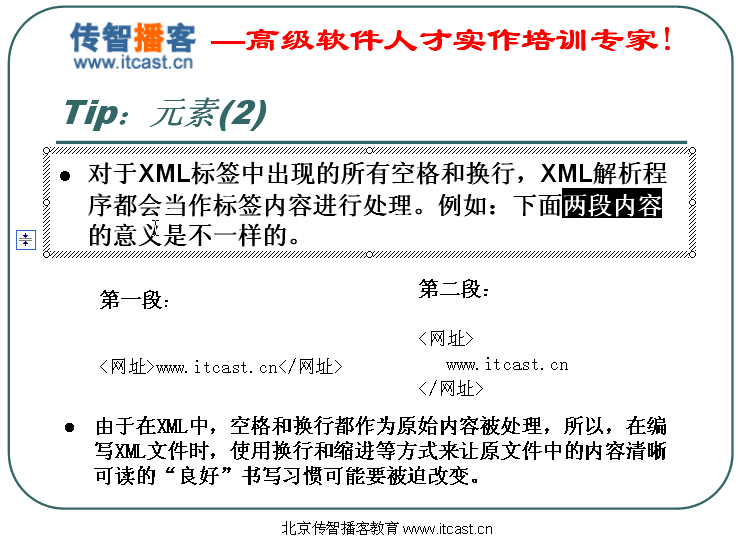 传智播客
www.itcast.cn
—高级软件人才实作培训专家!
Tip：元素(2)
● 对于XML标签中出现的所有空格和换行，XML解析程
序都会当作标签内容进行处理。例如：下面两段内容
的意义是不一样的。
第一段：
<网址>www.itcast.cn</网址>
第二段：
<网址>
www.itcast.cn
</网址>
● 由于在XML中，空格和换行都作为原始内容被处理，所以，在编
写XML文件时，使用换行和缩进等方式来让原文件中的内容清晰
可读的“良好”书写习惯可能要被迫改变。
北京传智播客教育 www.itcast.cn